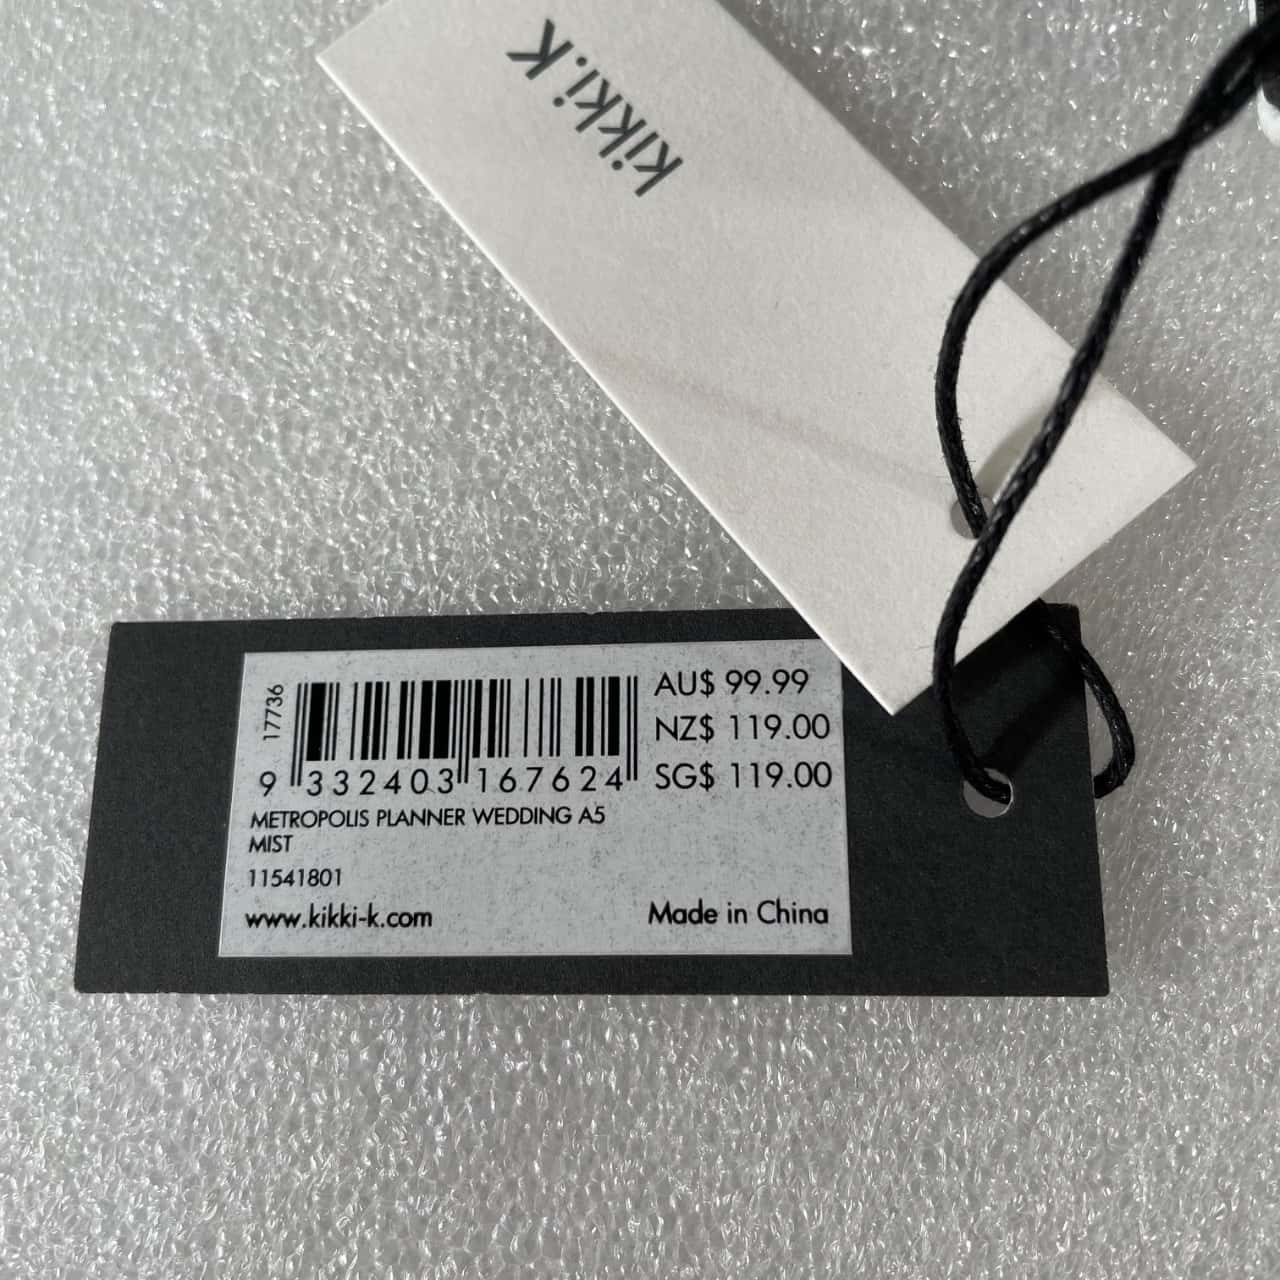 kikki.K
17736
AU$ 99.99
NZ$ 119.00
SG$ 119.00
9 332403 167624
METROPOLIS PLANNER WEDDING A5
MIST
11541801
www.kikki-k.com
Made in China